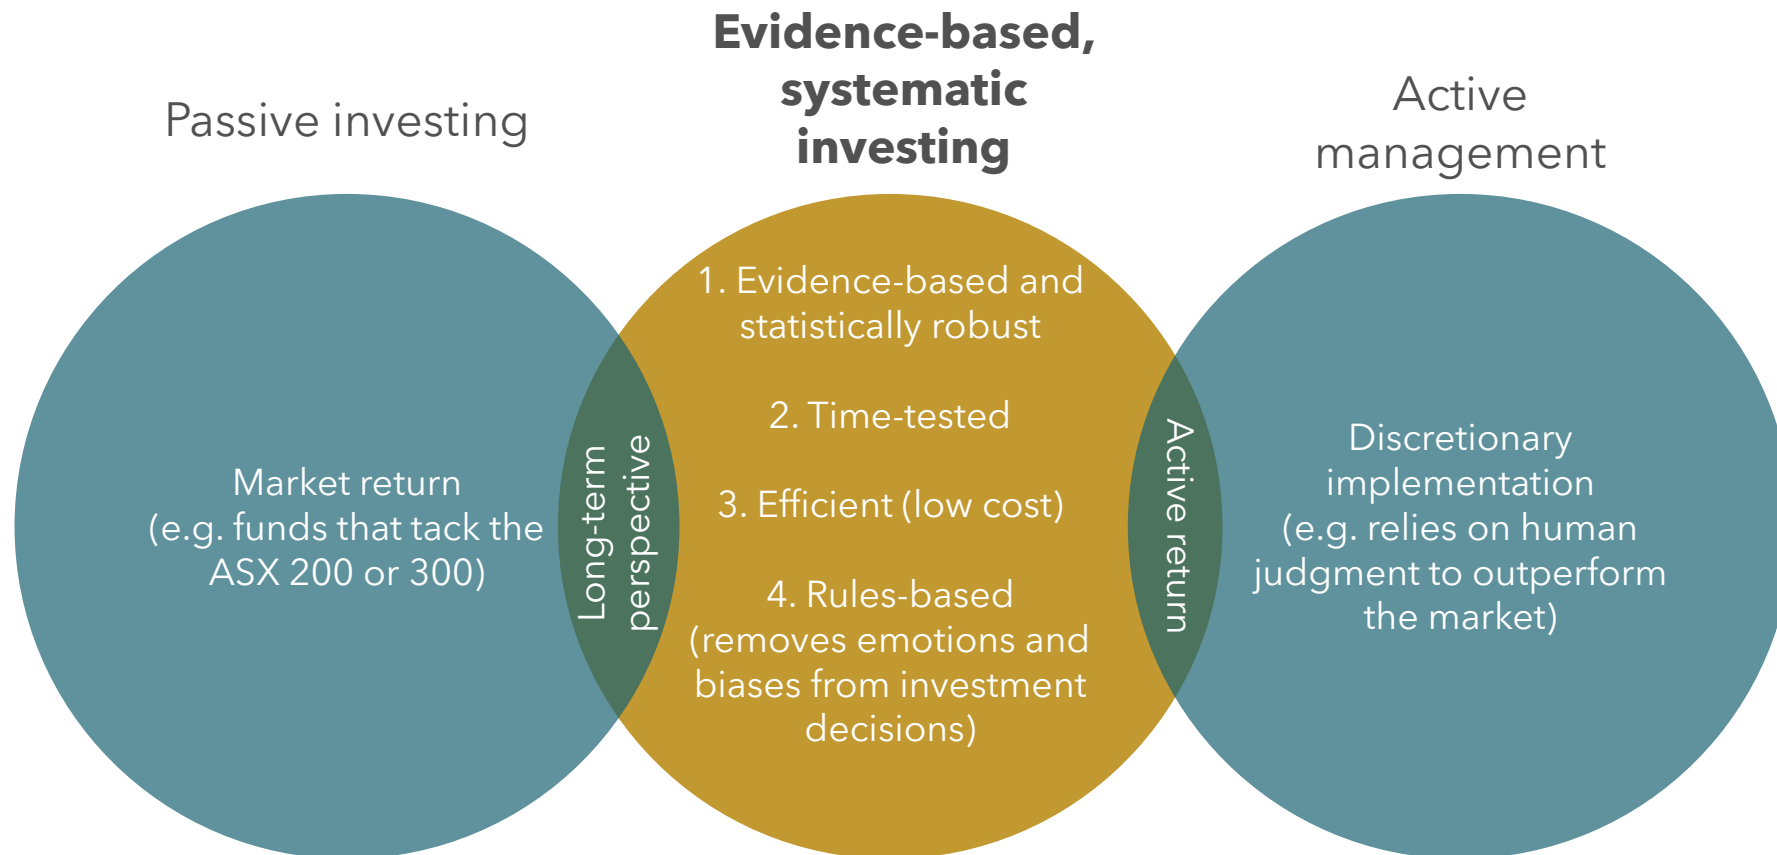 Passive investing
Evidence-based,
systematic
investing
Active
management
Market return
(e.g. funds that tack the
ASX 200 or 300)
Long-term
perspective
1. Evidence-based and
statistically robust
2. Time-tested
3. Efficient (low cost)
4. Rules-based
(removes emotions and
biases from investment
decisions)
Active return
Discretionary
implementation
(e.g. relies on human
judgment to outperform
the market)